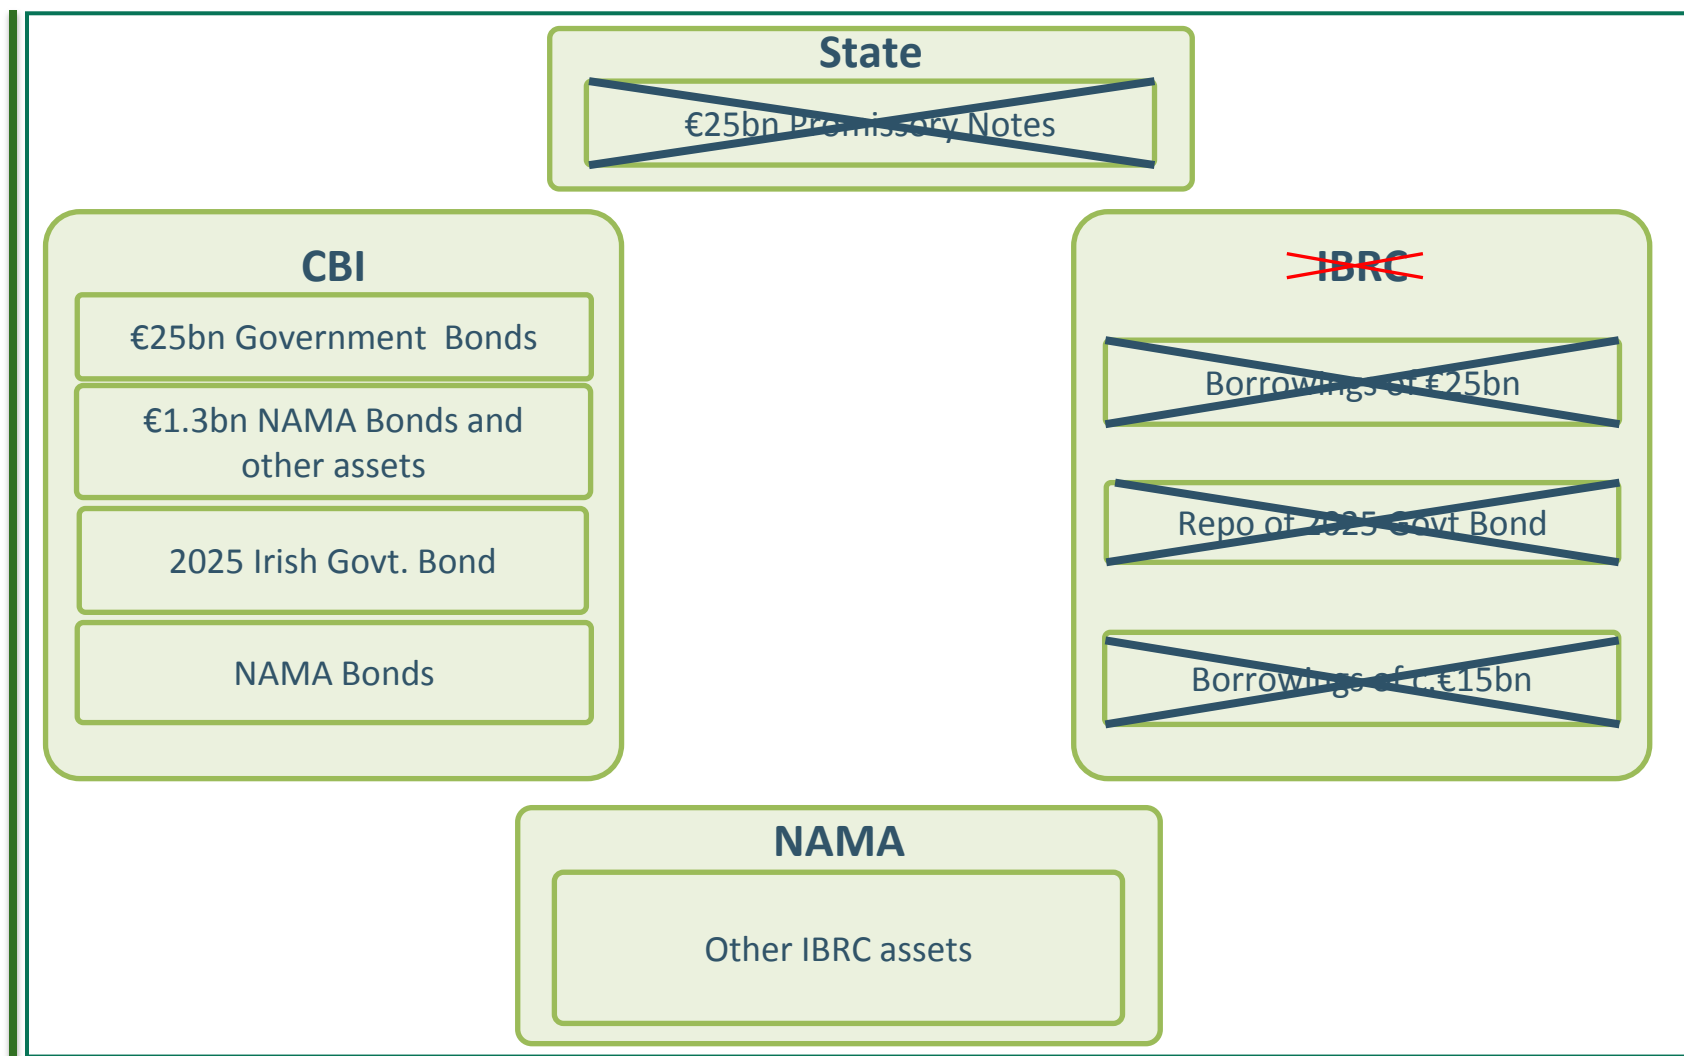 State
€25bn Promissory Notes
CBI
€25bn Government Bonds
€1.3bn NAMA Bonds and
other assets
2025 Irish Govt. Bond
NAMA Bonds
IBRC
Borrowings of €25bn
Repo of 2025 Govt Bond
Borrowings of c.€15bn
NAMA
Other IBRC assets